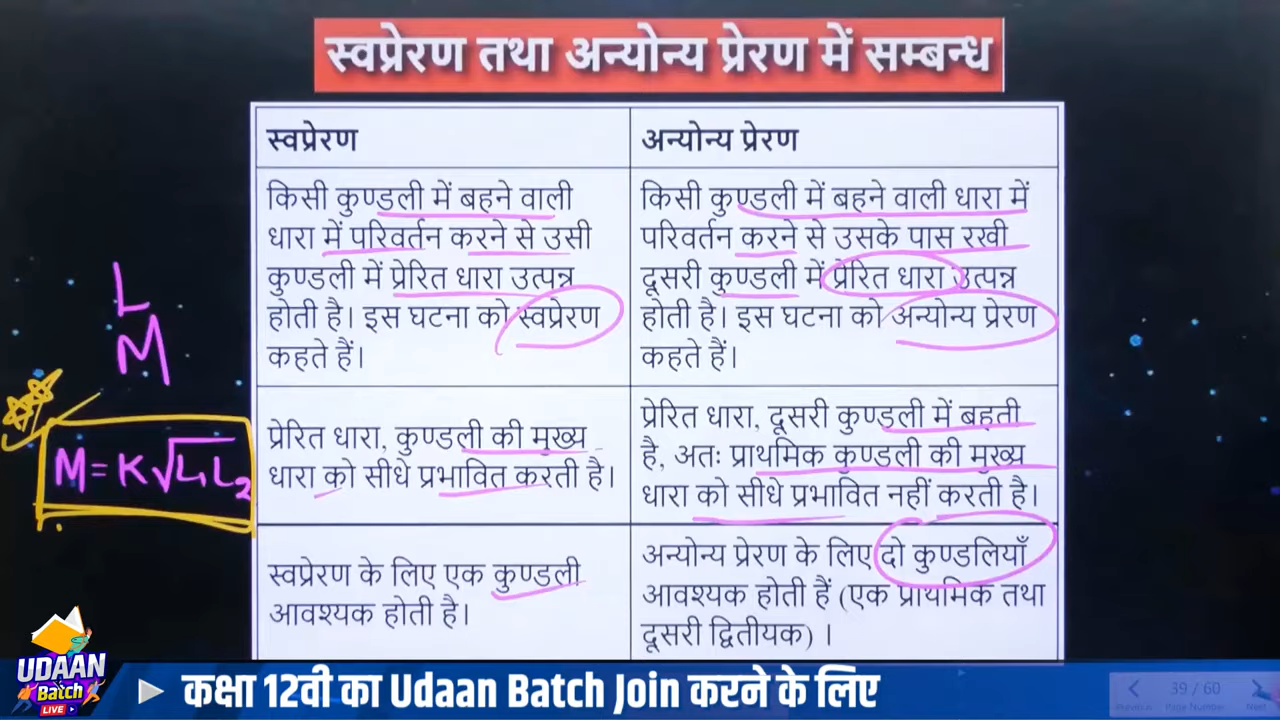 स्वप्रेरण तथा अन्योन्य प्रेरण में सम्बन्ध
स्वप्रेरण
अन्योन्य प्रेरण
किसी कुण्डली में बहने वाली
धारा में परिवर्तन करने से उसी
कुण्डली में प्रेरित धारा उत्पन्न
होती है। इस घटना को स्वप्रेरण
कहते हैं।
किसी कुण्डली में बहने वाली धारा में
परिवर्तन करने से उसके पास रखी
दूसरी कुण्डली में प्रेरित धारा उत्पन्न
होती है। इस घटना को अन्योन्य प्रेरण
कहते हैं।
L
M
M=K√L₁L₂
प्रेरित धारा, कुण्डली की मुख्य
धारा को सीधे प्रभावित करती है।
प्रेरित धारा, दूसरी कुण्डली में बहती
है, अतः प्राथमिक कुण्डली की मुख्य
धारा को सीधे प्रभावित नहीं करती है।
स्वप्रेरण के लिए एक कुण्डली
आवश्यक होती है।
अन्योन्य प्रेरण के लिए दो कुण्डलियाँ
आवश्यक होती हैं (एक प्राथमिक तथा
दूसरी द्वितीयक) ।
UDAAN
Batch
LIVE
कक्षा 12वी का Udaan Batch Join करने के लिए
39 / 60
Previous
Page Number
Next